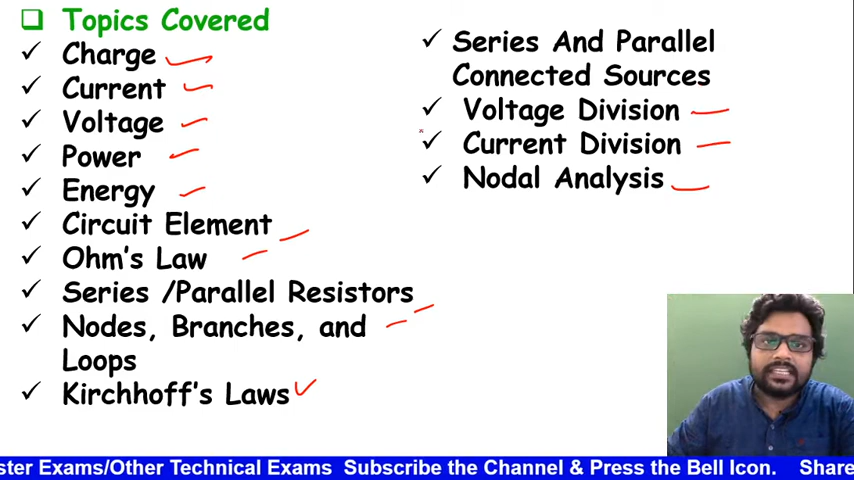 Topics Covered
Charge
Current
Voltage
Power
Energy
Circuit Element
Ohm's Law
Series /Parallel Resistors
Nodes, Branches, and
Loops
Kirchhoff's Laws
Series And Parallel
Connected Sources
Voltage Division
Current Division
Nodal Analysis
Exams/Other Technical Exams Subscribe the Channel & Press the Bell Icon. Share